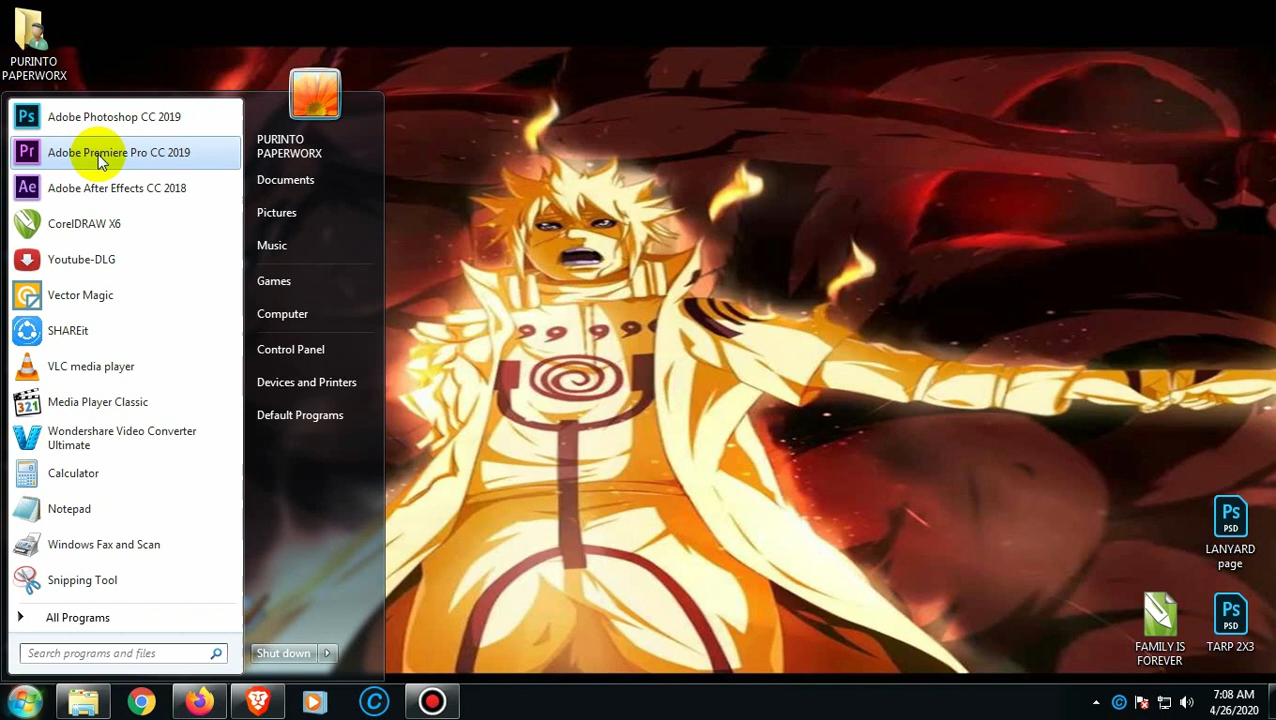 PURINTO
PAPERWORX
Ps
Adobe Photoshop CC 2019
Pr
Adobe Premiere Pro CC 2019
Ae
Adobe After Effects CC 2018
CorelDRAW X6
Youtube-DLG
Vector Magic
SHAREit
VLC media player
321
Media Player Classic
Wondershare Video Converter
Ultimate
Calculator
Notepad
Windows Fax and Scan
Snipping Tool
All Programs
Search programs and files
PURINTO
PAPERWORX
Documents
Pictures
Music
Games
Computer
Control Panel
Devices and Printers
Default Programs
Shut down
Ps
PSD
LANYARD
page
FAMILY IS
FOREVER
Ps
PSD
TARP 2X3
7:08 AM
4/26/2020